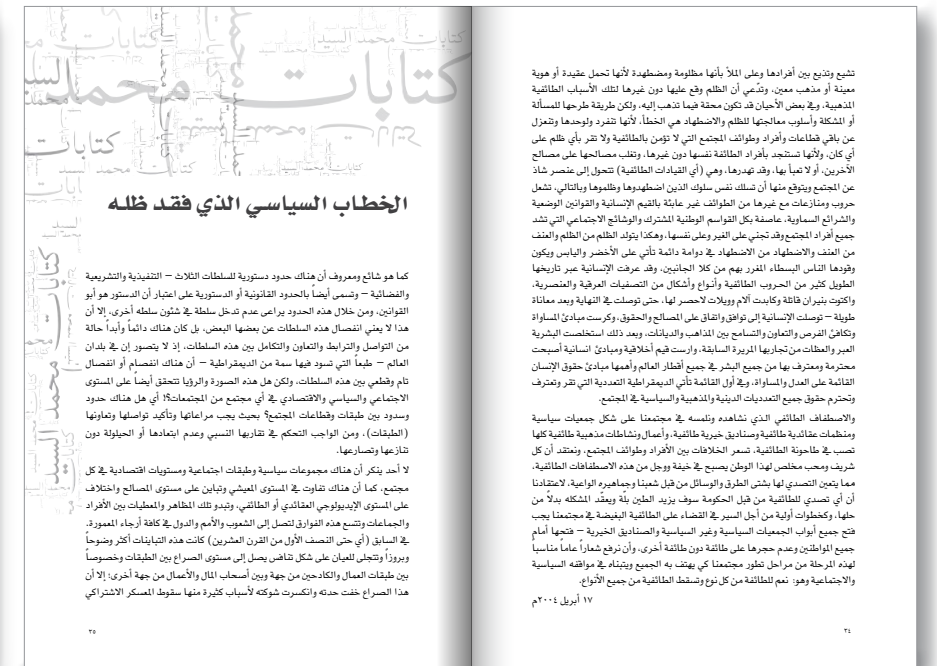 تشيع وتذيع بين أفرادها وعلى الملأ بأنها مظلومة ومضطهدة لأنها تحمل عقيدة أو هوية
معينة أو مذهب معين، وتدّعي أن الظلم وقع عليها دون غيرها لتلك الأسباب الطائفية
المذهبية، وفي بعض الأحيان قد تكون محقة فيما تذهب إليه، ولكن طريقة طرحها للمسألة
أو المشكلة وأسلوب معالجتها للظلم والاضطهاد هي الخطأ، لأنها تنفرد ولوحدها وتنعزل
عن باقي قطاعات وأفراد وطوائف المجتمع التي لا تؤمن بالطائفية ولا تقر بأي ظلم على
أي كان، ولأنها تستنجد بأفراد الطائفة نفسها دون غيرها، وتغلب مصالحها على مصالح
الآخرين، أو لا تعبأ بها، وقد تهدرها، وهي (أي القيادات الطائفية) تتحول إلى عنصر شاذ
عن المجتمع ويتوقع منها أن تسلك نفس سلوك الذين اضطهدوها وظلموها وبالتالي، تشعل
حروب ومنازعات مع غيرها من الطوائف غير عابئة بالقيم الإنسانية والقوانين الوضعية
والشرائع السماوية، عاصفة بكل القواسم الوطنية المشترك والوشائج الاجتماعي التي تشد
جميع أفراد المجتمع وقد تجني على الغير وعلى نفسها، وهكذا يتولد الظلم من الظلم والعنف
من العنف والاضطهاد من الاضطهاد في دوامة دائمة تأتي على الأخضر واليابس ويكون
وقودها الناس البسطاء المغرر بهم من كلا الجانبين، وقد عرفت الإنسانية عبر تاريخها
الطويل كثير من الحروب الطائفية وأنواع وأشكال من التصفيات العرقية والعنصرية،
واكتوت بنيران قاتلة وكابدت آلام وويلات لاحصر لها، حتى توصلت في النهاية وبعد معاناة
طويلة – توصلت الإنسانية إلى توافق واتفاق على المصالح والحقوق، وكرست مبادئ المساواة
وتكافئ الفرص والتعاون والتسامح بين المذاهب والديانات، وبعد ذلك استخلصت البشرية
العبر والعظات من تجاربها المريرة السابقة، وارست قيم أخلاقية ومبادئ انسانية أصبحت
محترمة ومعترف بها من جميع البشر في جميع أقطار العالم وأهمها مبادئ حقوق الإنسان
القائمة على العدل والمساواة، وفي أول القائمة تأتي الديمقراطية التعددية التي تقر وتعترف
وتحترم حقوق جميع التعدديات الدينية والمذهبية والسياسية في المجتمع.
والاصطفاف الطائفي الذي نشاهده ونلمسه في مجتمعنا على شكل جمعيات سياسية
ومنظمات عقائدية طائفية وصناديق خيرية طائفية، وأعمال ونشاطات مذهبية طائفية كلها
تصب في طاحونة الطائفية، تسعر الخلافات بين الأفراد وطوائف المجتمع، ونعتقد أن كل
شريف ومحب مخلص لهذا الوطن يصبح في خيفة ووجل من هذه الاصطفافات الطائفية،
مما يتعين التصدي لها بشتى الطرق والوسائل من قبل شعبنا وجماهيره الواعية، لاعتقادنا
أن أي تصدي للطائفية من قبل الحكومة سوف يزيد الطين بلّة ويعقّد المشكله بدلاً من
حلها، وكخطوات أولية من أجل السير في القضاء على الطائفية البغيضة في مجتمعنا يجب
فتح جميع أبواب الجمعيات السياسية وغير السياسية والصناديق الخيرية – فتحها أمام
جميع المواطنين وعدم حجرها على طائفة دون طائفة أخرى، وأن نرفع شعاراً عاماً مناسباً
لهذه المرحلة من مراحل تطور مجتمعنا كي يهتف به الجميع ويتبناه في مواقفه السياسية
والاجتماعية وهو: نعم للطائفة من كل نوع وتسقط الطائفية من جميع الأنواع.
١٧ أبريل ٢٠٠٤م
٢٤
كتابات محمد السيد
كتابات
الخطاب السياسي الذي فقد ظله
كما هو شائع ومعروف أن هناك حدود دستورية للسلطات الثلاث – التنفيذية والتشريعية
والقضائية – وتسمى أيضاً بالحدود القانونية أو الدستورية على اعتبار أن الدستور هو أبو
القوانين، ومن خلال هذه الحدود يراعى عدم تدخل سلطة في شئون سلطة أخرى، إلا أن
هذا لا يعني انفصال هذه السلطات عن بعضها البعض، بل كان هناك دائماً وأبداً حالة
من التواصل والترابط والتعاون والتكامل بين هذه السلطات، إذ لا يتصور إن في بلدان
العالم – طبعاً التي تسود فيها سمة من الديمقراطية – أن هناك انفصام أو انفصال
تام وقطعي بين هذه السلطات، ولكن هل هذه الصورة والرؤيا تتحقق أيضاً على المستوى
الاجتماعي والسياسي والاقتصادي في أي مجتمع من المجتمعات؟! أي هل هناك حدود
وسدود بين طبقات وقطاعات المجتمع؟ بحيث يجب مراعاتها وتأكيد تواصلها وتعاونها
(الطبقات)، ومن الواجب التحكم في تقاربها النسبي وعدم ابتعادها أو الحيلولة دون
تنازعها وتصارعها.
لا أحد ينكر أن هناك مجموعات سياسية وطبقات اجتماعية ومستويات اقتصادية في كل
مجتمع، كما أن هناك تفاوت في المستوى المعيشي وتباين على مستوى المصالح واختلاف
على المستوى الإيديولوجي العقائدي أو الطائفي، وتبدو تلك المظاهر والمعطيات بين الأفراد
والجماعات وتتسع هذه الفوارق لتصل إلى الشعوب والأمم والدول في كافة أرجاء المعمورة.
في السابق (أي حتى النصف الأول من القرن العشرين) كانت هذه التباينات أكثر وضوحاً
وبروزاً وتتجلى للعيان على شكل تناقض يصل إلى مستوى الصراع بين الطبقات وخصوصاً
بين طبقات العمال والكادحين من جهة وبين أصحاب المال والأعمال من جهة أخرى؛ إلا أن
هذا الصراع خفت حدته وانكسرت شوكته لأسباب كثيرة منها سقوط المعسكر الاشتراكي
كتابات محمد السيد
٢٥